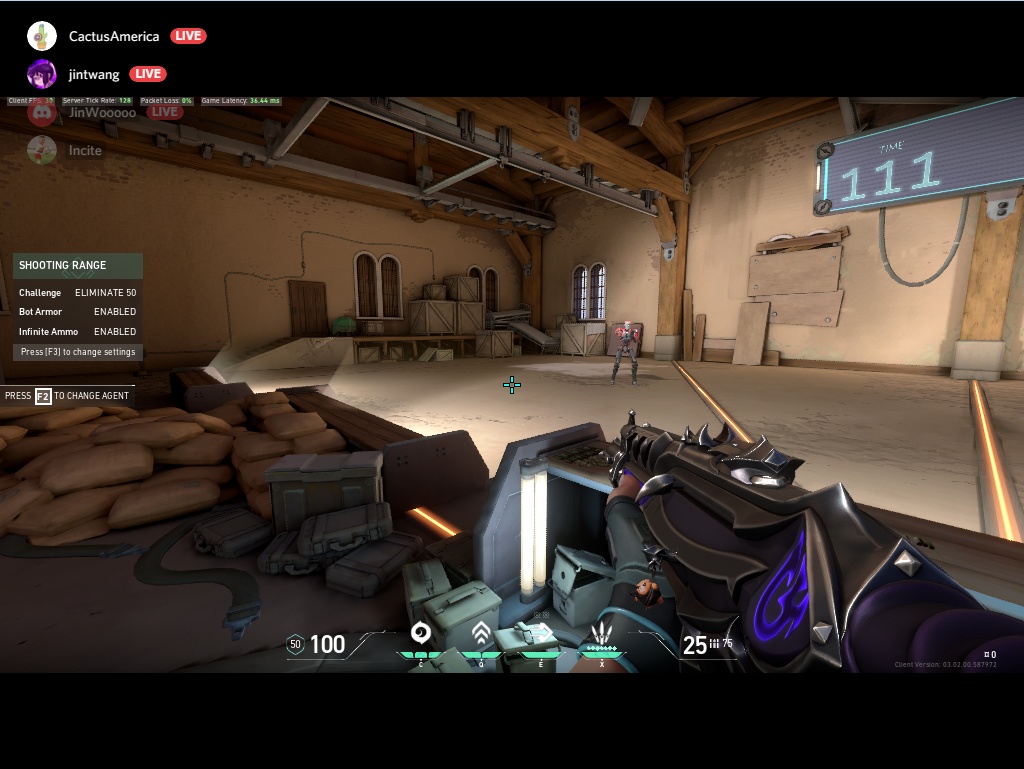 CactusAmerica LIVE
jintwang LIVE
Client FPS: 30 Server Tick Rate: 128 Packet Loss: 0% Game Latency: 36.44 ms
JinWooooo LIVE
Incite
TIME
111
SHOOTING RANGE
Challenge ELIMINATE 50
Bot Armor ENABLED
Infinite Ammo ENABLED
Press [F3] to change settings
PRESS F2 TO CHANGE AGENT
50 100
C Q E X
25 75
¤ 0
Client Version: 03.02.00.587972